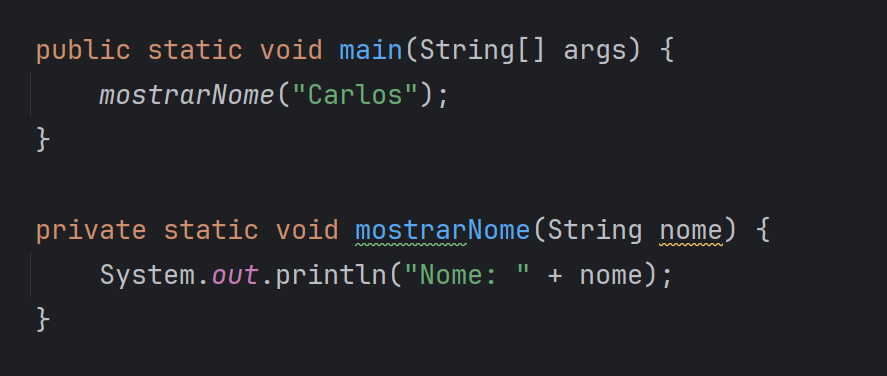 public static void main(String[] args) {
    mostrarNome("Carlos");
}
private static void mostrarNome(String nome) {
    System.out.println("Nome: " + nome);
}